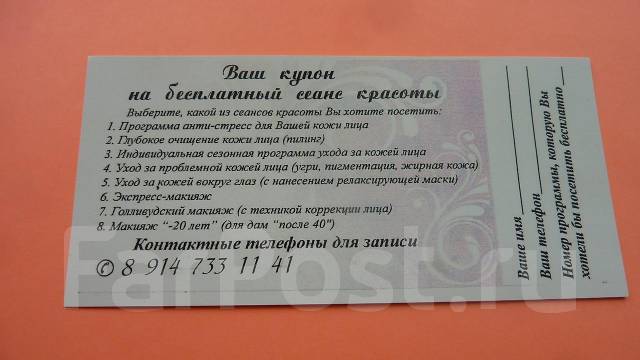 Ваш купон
на бесплатный сеанс красоты
Выберите, какой из сеансов красоты Вы хотите посетить:
1. Программа анти-стресс для Вашей кожи лица
2. Глубокое очищение кожи лица (пилинг)
3. Индивидуальная сезонная программа ухода за кожей лица
4. Уход за проблемной кожей лица (угри, пигментация, жирная кожа)
5. Уход за кожей вокруг глаз (с нанесением релаксирующей маски)
6. Экспресс-макияж
7. Голливудский макияж (с техникой коррекции лица)
8. Макияж "-20 лет" (для дам "после 40")
Контактные телефоны для записи
✆ 8 914 733 11 41
Ваше имя
Ваш телефон
Номер программы, которую Вы
хотели бы посетить бесплатно
FarPost.ru